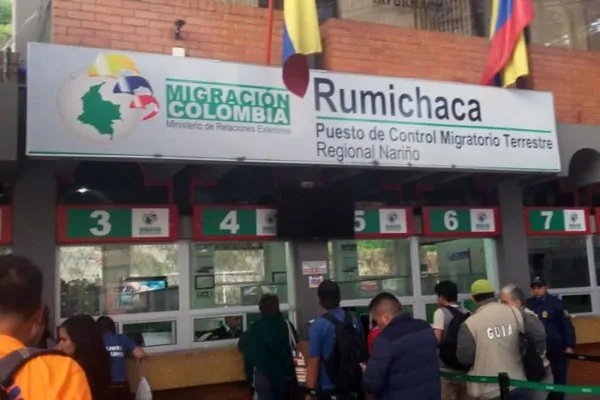 MIGRACIÓN
COLOMBIA
Ministerio de Relaciones Exteriores
Rumichaca
Puesto de Control Migratorio Terrestre
Regional Nariño
3
4
5
6
7
GUIA